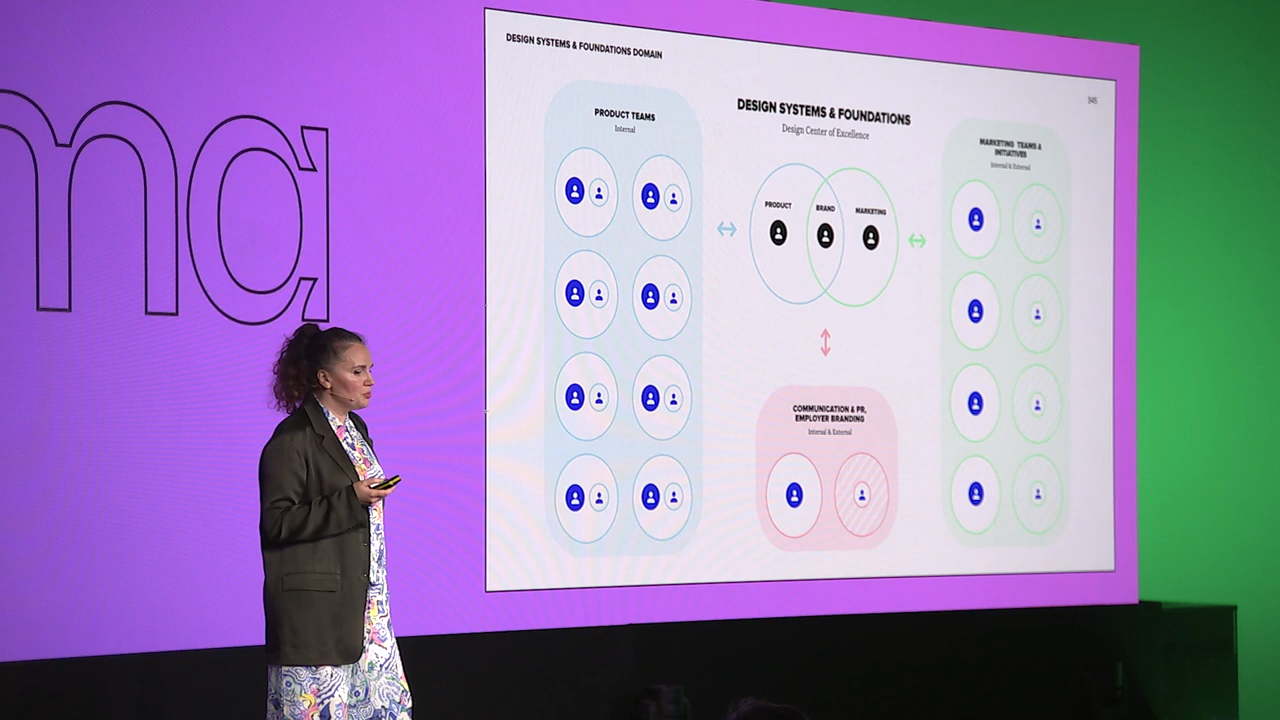 ma
DESIGN SYSTEMS & FOUNDATIONS DOMAIN
345
PRODUCT TEAMS
Internal
DESIGN SYSTEMS & FOUNDATIONS
Design Center of Excellence
PRODUCT
BRAND
MARKETING
MARKETING TEAMS &
INITIATIVES
Internal & External
COMMUNICATION & PR,
EMPLOYER BRANDING
Internal & External